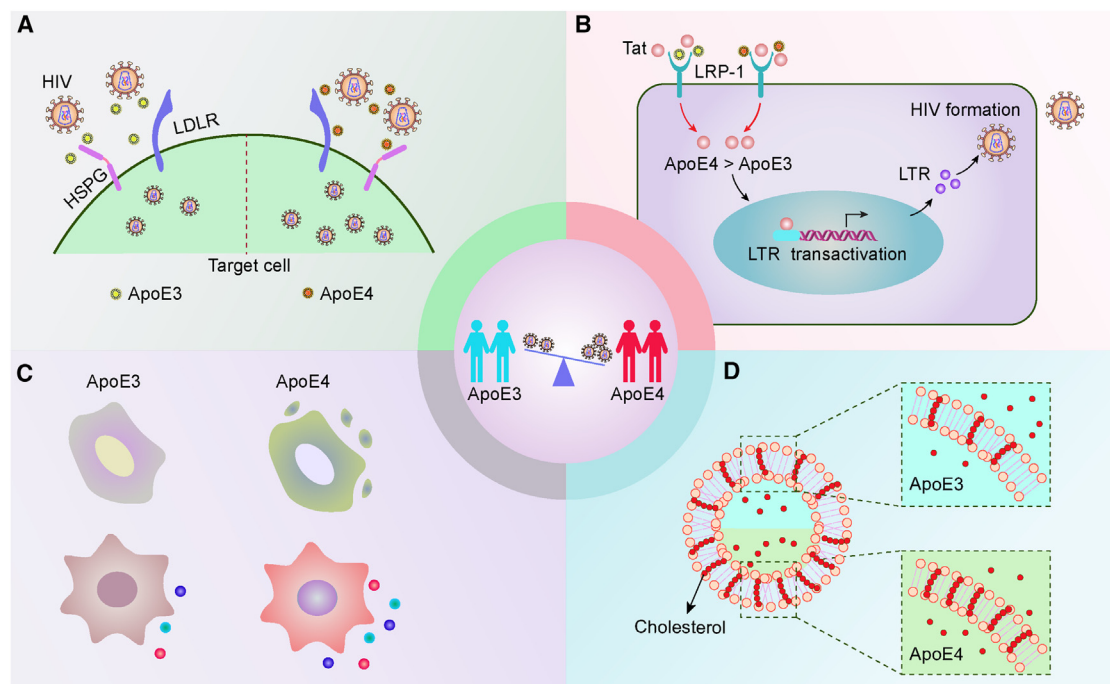 A
HIV
LDLR
HSPG
Target cell
ApoE3
ApoE4
B
Tat
LRP-1
HIV formation
ApoE4 > ApoE3
LTR
LTR transactivation
ApoE3
ApoE4
C
ApoE3
ApoE4
D
ApoE3
Cholesterol
ApoE4